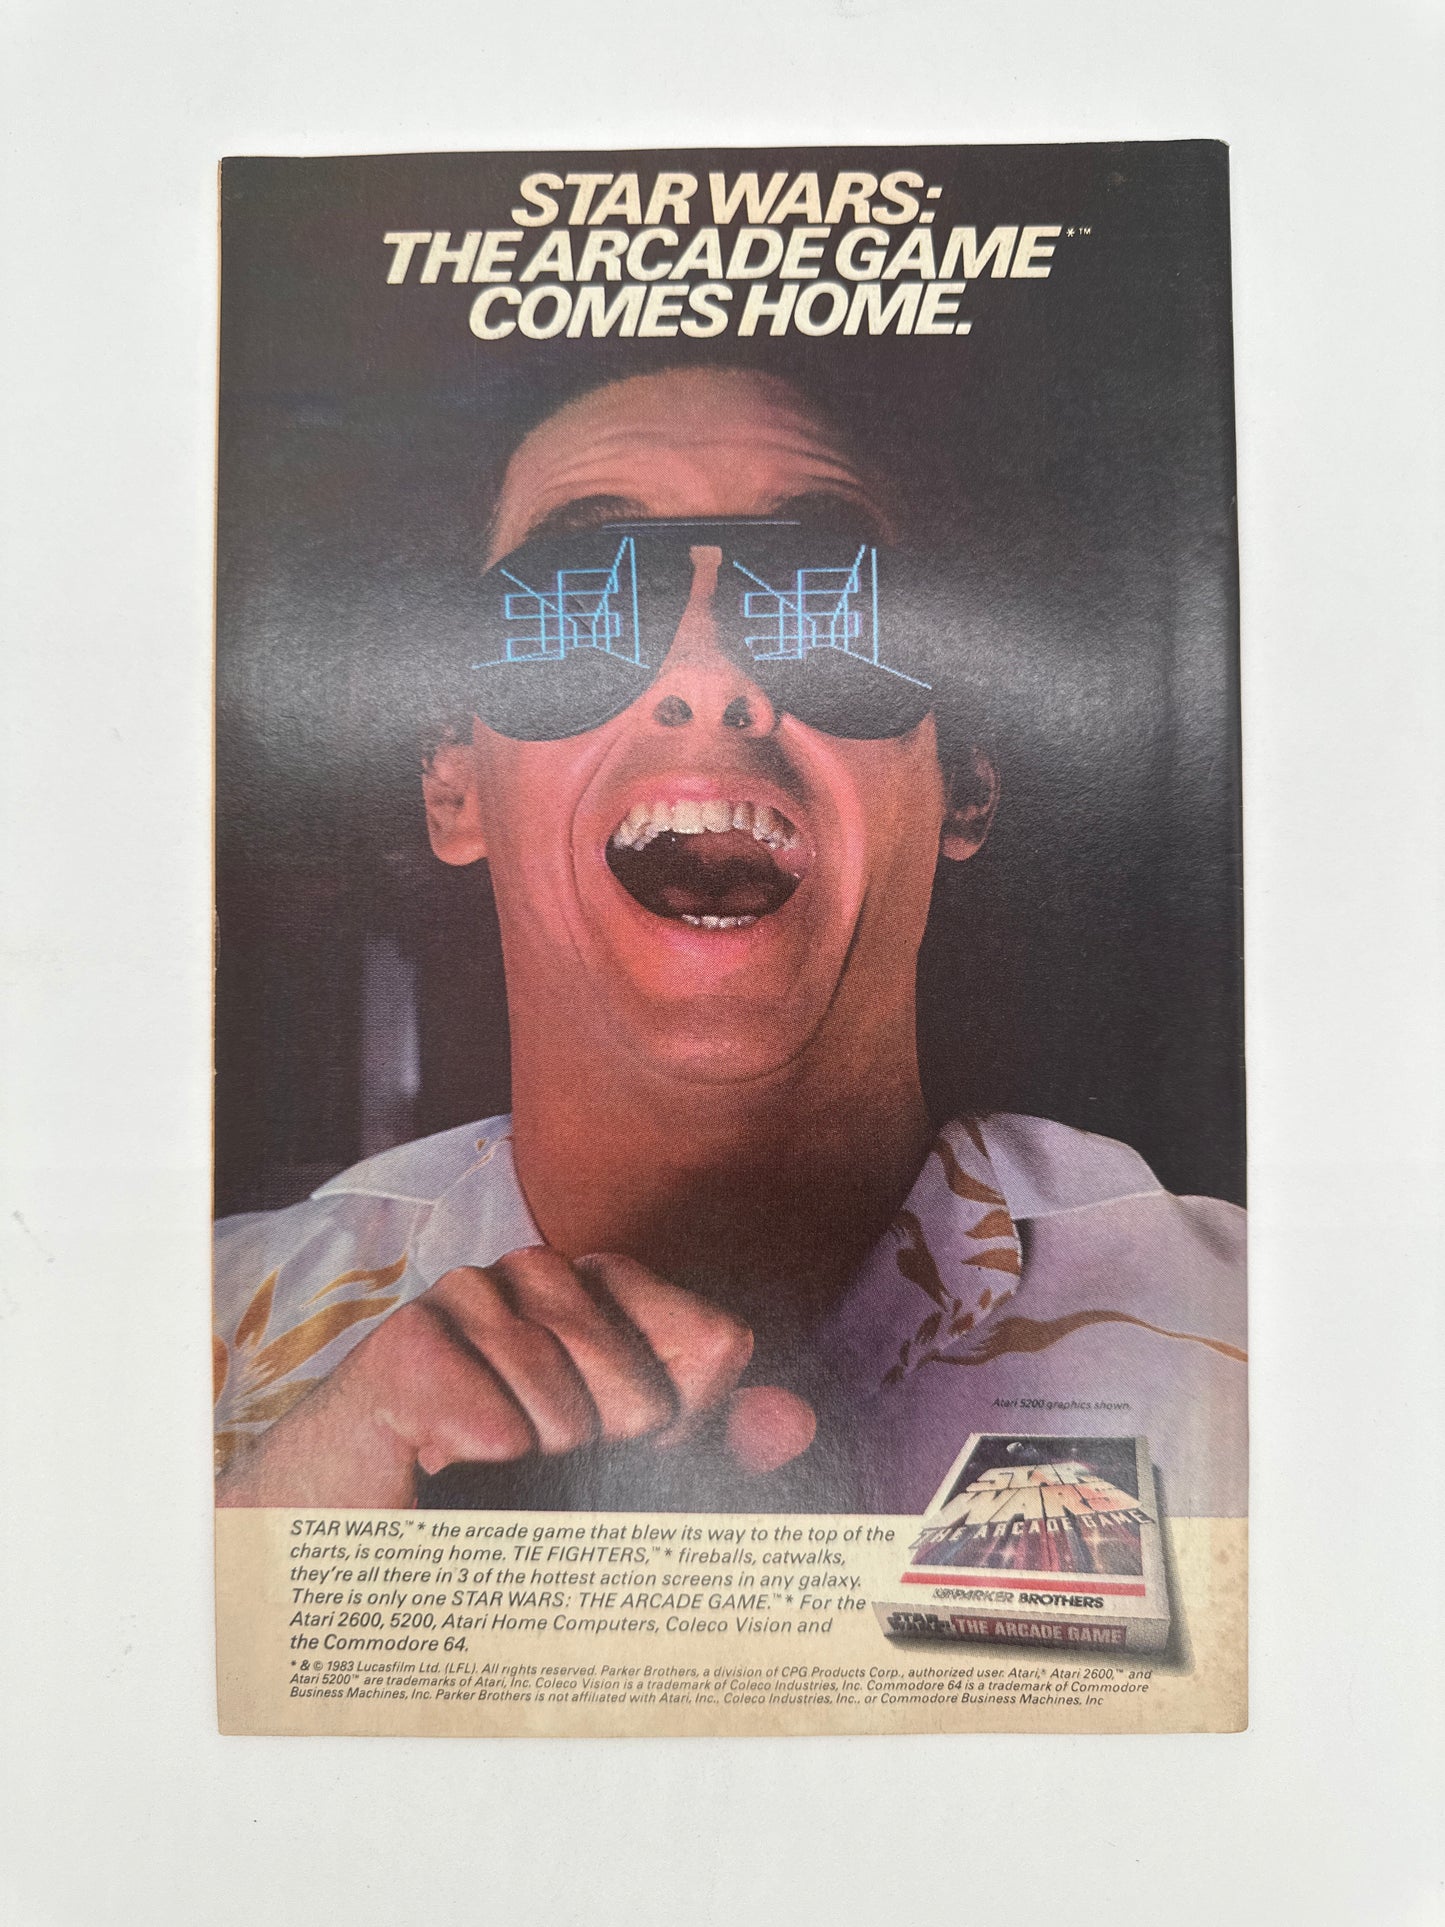 STAR WARS:
THE ARCADE GAME*™
COMES HOME.
Atari 5200 graphics shown.
STAR WARS,™* the arcade game that blew its way to the top of the
charts, is coming home. TIE FIGHTERS,™* fireballs, catwalks,
they're all there in 3 of the hottest action screens in any galaxy.
There is only one STAR WARS: THE ARCADE GAME.™* For the
Atari 2600, 5200, Atari Home Computers, Coleco Vision and
the Commodore 64.
STAR
WARS
THE ARCADE GAME
PARKER BROTHERS
STAR
WARS
THE ARCADE GAME
* & © 1983 Lucasfilm Ltd. (LFL). All rights reserved. Parker Brothers, a division of CPG Products Corp., authorized user. Atari,® Atari 2600,™ and
Atari 5200™ are trademarks of Atari, Inc. Coleco Vision is a trademark of Coleco Industries, Inc. Commodore 64 is a trademark of Commodore
Business Machines, Inc. Parker Brothers is not affiliated with Atari, Inc., Coleco Industries, Inc., or Commodore Business Machines, Inc